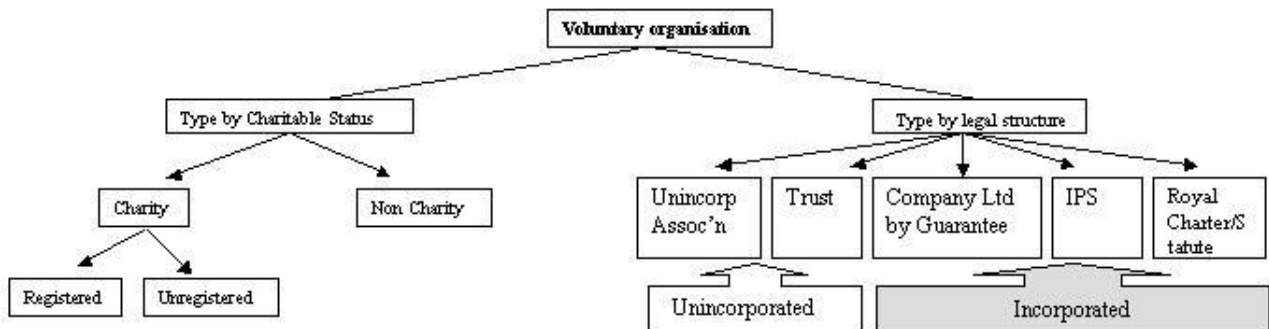 Voluntary organisation
Type by Charitable Status
Type by legal structure
Charity
Non Charity
Unincorp
Assoc'n
Trust
Company Ltd
by Guarantee
IPS
Royal
Charter/S
tatute
Registered
Unregistered
Unincorporated
Incorporated